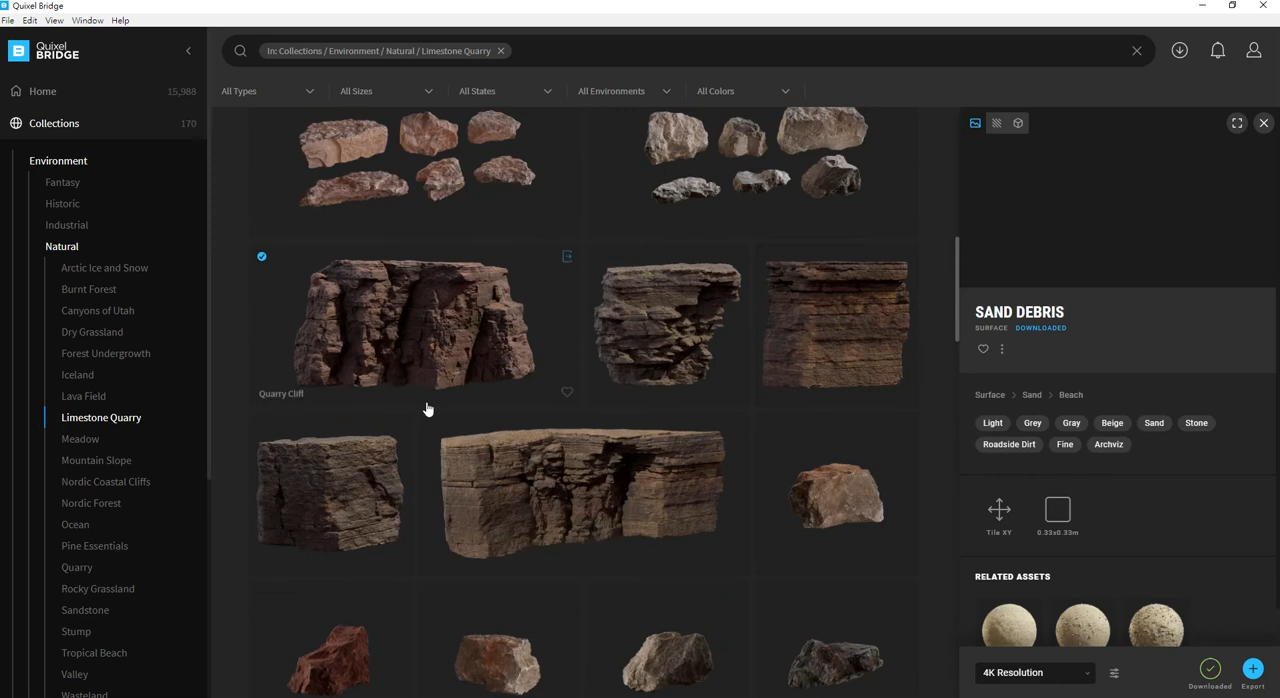 Quixel Bridge
File Edit View Window Help
B Quixel BRIDGE
In: Collections / Environment / Natural / Limestone Quarry
Home 15,988
Collections 170
All Types
All Sizes
All States
All Environments
All Colors
Environment
Fantasy
Historic
Industrial
Natural
Arctic Ice and Snow
Burnt Forest
Canyons of Utah
Dry Grassland
Forest Undergrowth
Iceland
Lava Field
Limestone Quarry
Meadow
Mountain Slope
Nordic Coastal Cliffs
Nordic Forest
Ocean
Pine Essentials
Quarry
Rocky Grassland
Sandstone
Stump
Tropical Beach
Valley
Wasteland
Quarry Cliff
SAND DEBRIS
SURFACE DOWNLOADED
Surface > Sand > Beach
Light Grey Gray Beige Sand Stone
Roadside Dirt Fine Archviz
Tile XY 0.33x0.33m
RELATED ASSETS
4K Resolution
Downloaded Export